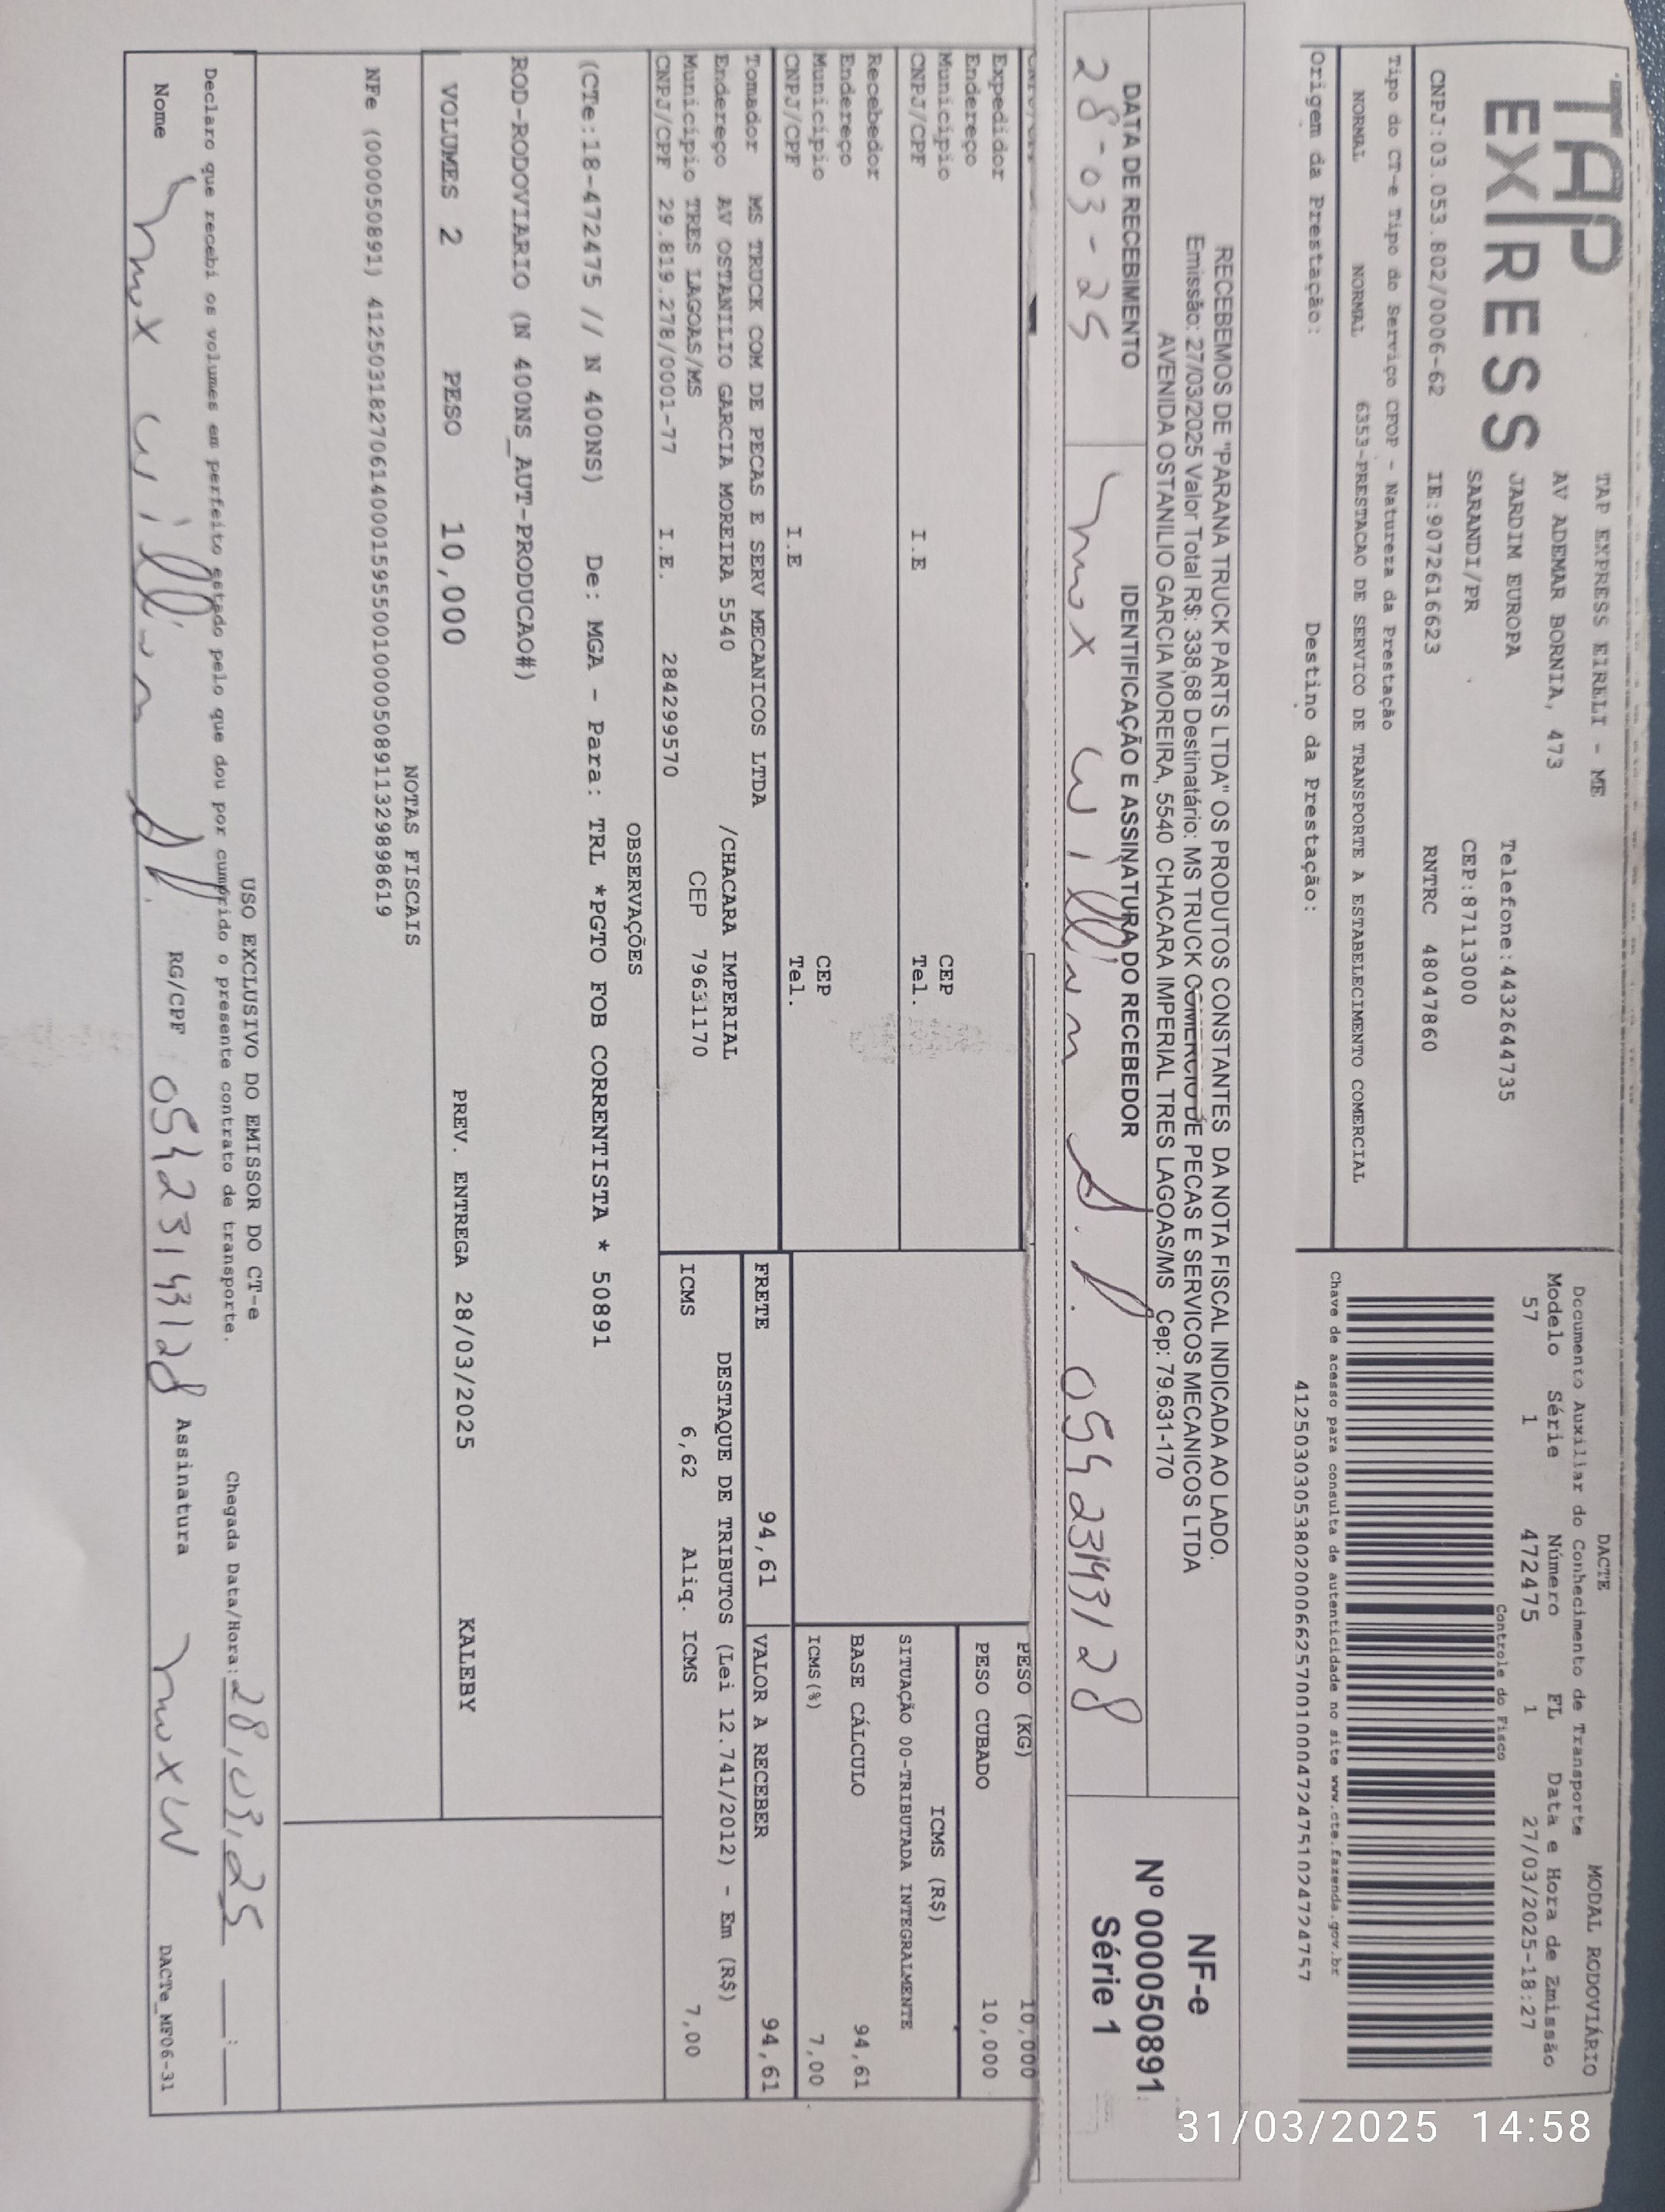 TAP
EXPRESS
TAP EXPRESS EIRELI - ME
AV ADEMAR BORNIA, 473
JARDIM EUROPA Telefone:4432644735
SARANDI/PR CEP:87113000
CNPJ:03.053.802/0006-62 IE:9072616623 RNTRC 48047860
Tipo do CT-e Tipo do Serviço CFOP - Natureza da Prestação
NORMAL NORMAL 6353-PRESTACAO DE SERVICO DE TRANSPORTE A ESTABELECIMENTO COMERCIAL
Origem da Prestação: Destino da Prestação:
DACTE MODAL RODOVIÁRIO
Documento Auxiliar do Conhecimento de Transporte
Modelo Série Número FL Data e Hora de Emissão
57 1 472475 1 27/03/2025-18:27
Controle do Fisco
Chave de acesso para consulta de autenticidade no site www.cte.fazenda.gov.br
41250303053802000662570010004724751024724757
RECEBEMOS DE "PARANA TRUCK PARTS LTDA" OS PRODUTOS CONSTANTES DA NOTA FISCAL INDICADA AO LADO.
Emissão: 27/03/2025 Valor Total R$: 338,68 Destinatário: MS TRUCK COMERCIO DE PECAS E SERVICOS MECANICOS LTDA
AVENIDA OSTANILIO GARCIA MOREIRA, 5540 CHACARA IMPERIAL TRES LAGOAS/MS Cep: 79.631-170
DATA DE RECEBIMENTO IDENTIFICAÇÃO E ASSINATURA DO RECEBEDOR
28-03-25 05423143128
NF-e
Nº 000050891
Série 1
Expedidor
Endereço
Município CEP
CNPJ/CPF I.E Tel.
Recebedor
Endereço
Município CEP
CNPJ/CPF I.E Tel.
Tomador MS TRUCK COM DE PECAS E SERV MECANICOS LTDA
Endereço AV OSTANILIO GARCIA MOREIRA 5540 /CHACARA IMPERIAL
Município TRES LAGOAS/MS CEP 79631170
CNPJ/CPF 29.819.278/0001-77 I.E. 284299570
PESO (KG) 10,000
PESO CUBADO 10,000
ICMS (R$)
SITUAÇÃO 00-TRIBUTADA INTEGRALMENTE
BASE CÁLCULO 94,61
ICMS(%) 7,00
FRETE 94,61 VALOR A RECEBER 94,61
DESTAQUE DE TRIBUTOS (Lei 12.741/2012) - Em (R$)
ICMS 6,62 Aliq. ICMS 7,00
OBSERVAÇÕES
(CTe:18-472475 // N 400NS) De: MGA - Para: TRL *PGTO FOB CORRENTISTA * 50891
ROD-RODOVIARIO (N 400NS_AUT-PRODUCAO#)
VOLUMES 2 PESO 10,000 PREV. ENTREGA 28/03/2025 KALEBY
NOTAS FISCAIS
NFe (000050891) 41250318270614000159550010000508911329898619
USO EXCLUSIVO DO EMISSOR DO CT-e
Declaro que recebi os volumes em perfeito estado pelo que dou por cumprido o presente contrato de transporte. Chegada Data/Hora: 28,03,25 __:__
Nome RG/CPF 05423143128 Assinatura DACTe_MF06-31
31/03/2025 14:58